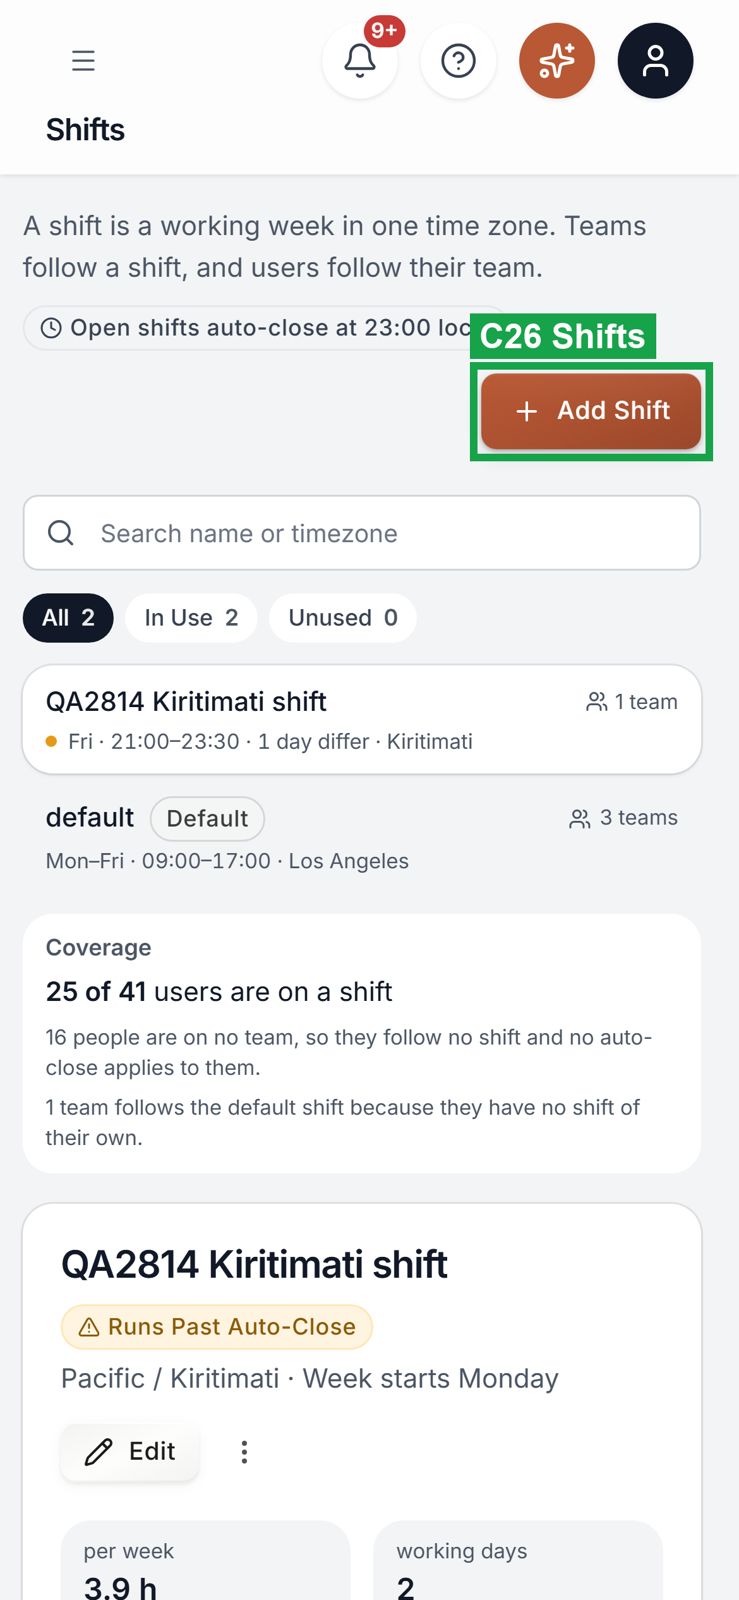 9+
Shifts
A shift is a working week in one time zone. Teams
follow a shift, and users follow their team.
Open shifts auto-close at 23:00 loc
C26 Shifts
Add Shift
Search name or timezone
All 2 In Use 2 Unused 0
QA2814 Kiritimati shift 1 team
Fri · 21:00–23:30 · 1 day differ · Kiritimati
default Default 3 teams
Mon–Fri · 09:00–17:00 · Los Angeles
Coverage
25 of 41 users are on a shift
16 people are on no team, so they follow no shift and no auto-
close applies to them.
1 team follows the default shift because they have no shift of
their own.
QA2814 Kiritimati shift
Runs Past Auto-Close
Pacific / Kiritimati · Week starts Monday
Edit
per week working days
3.9 h 2